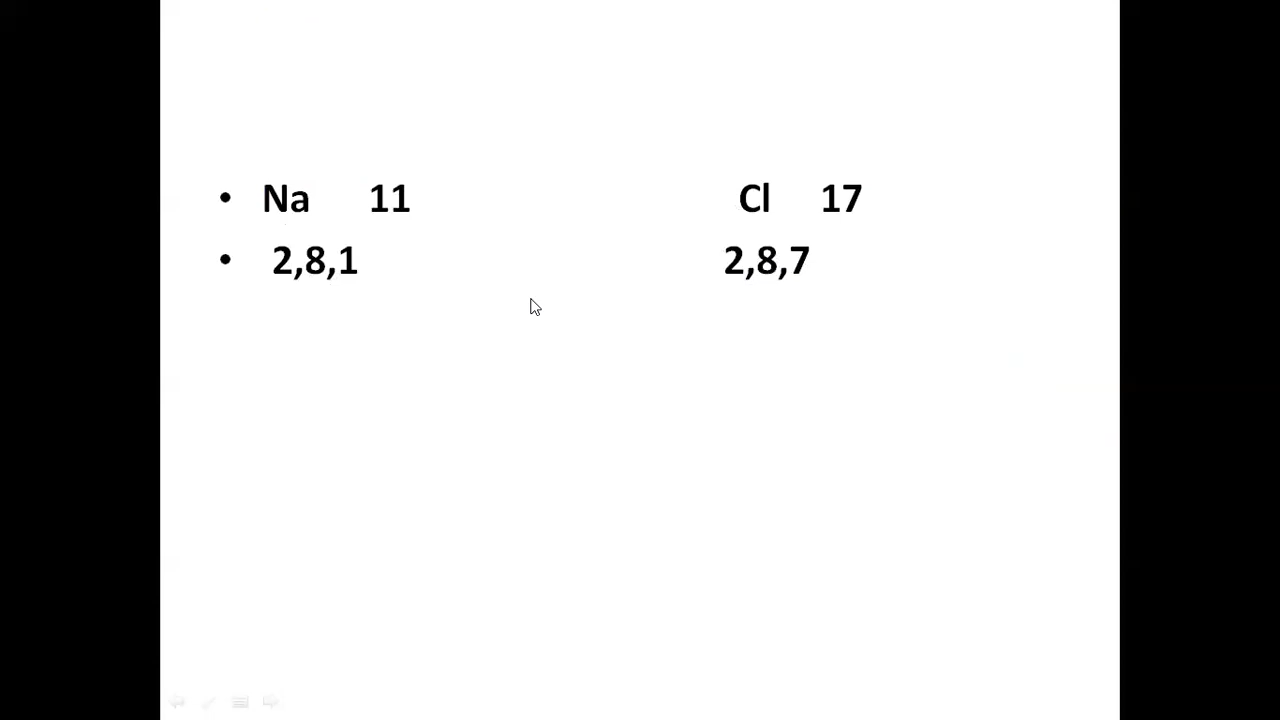 • Na 11 Cl 17
• 2,8,1 2,8,7